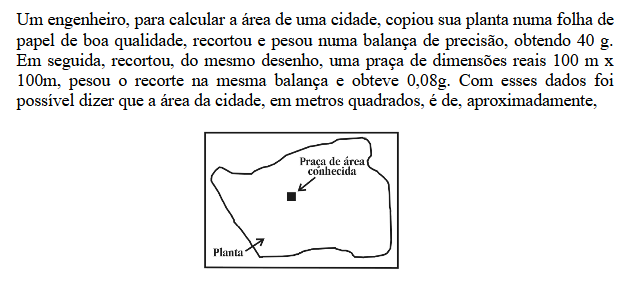 Um engenheiro, para calcular a área de uma cidade, copiou sua planta numa folha de
papel de boa qualidade, recortou e pesou numa balança de precisão, obtendo 40 g.
Em seguida, recortou, do mesmo desenho, uma praça de dimensões reais 100 m x
100m, pesou o recorte na mesma balança e obteve 0,08g. Com esses dados foi
possível dizer que a área da cidade, em metros quadrados, é de, aproximadamente,
Praça de área
conhecida
Planta